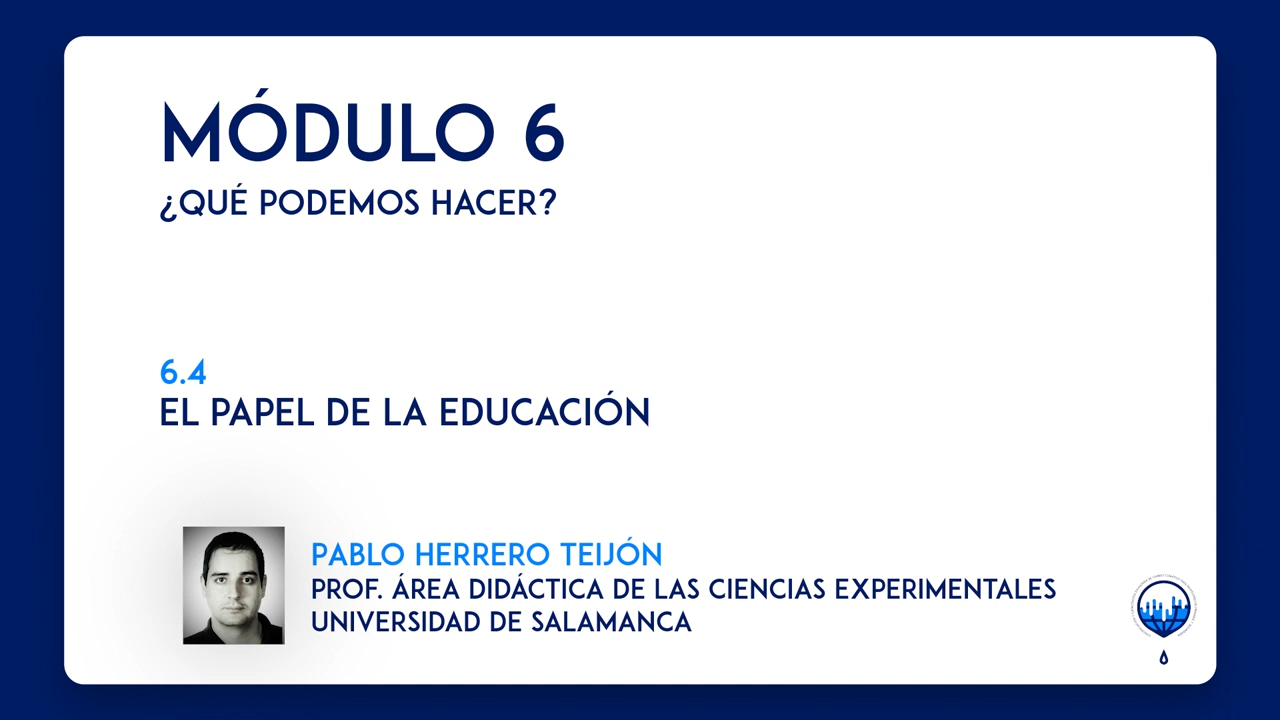 MÓDULO 6
¿QUÉ PODEMOS HACER?
6.4
EL PAPEL DE LA EDUCACIÓN
PABLO HERRERO TEIJÓN
PROF. ÁREA DIDÁCTICA DE LAS CIENCIAS EXPERIMENTALES
UNIVERSIDAD DE SALAMANCA